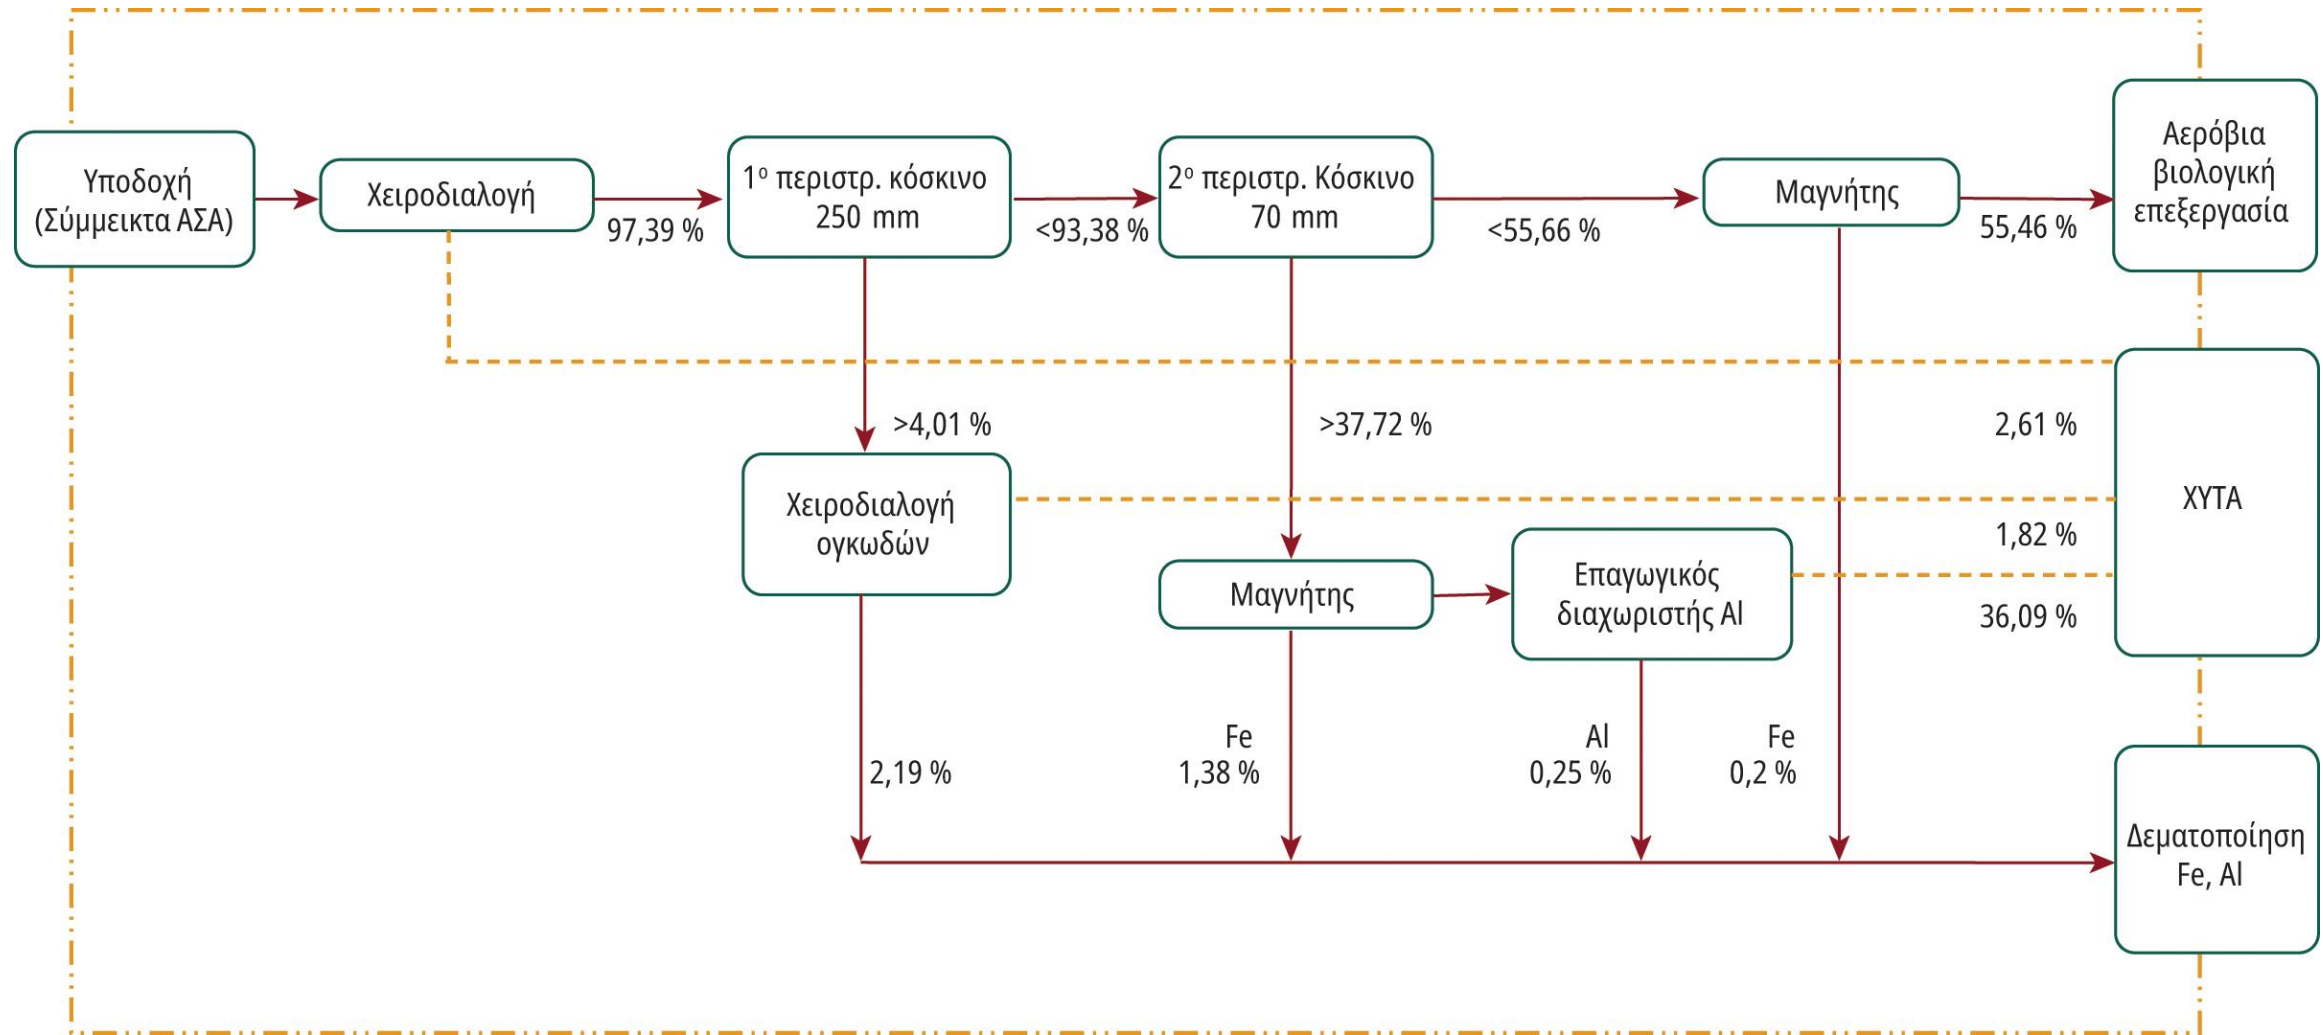 Υποδοχή
(Σύμμεικτα ΑΣΑ)
Χειροδιαλογή
97,39 %
1ο περιστρ. κόσκινο
250 mm
<93,38 %
2ο περιστρ. Κόσκινο
70 mm
<55,66 %
Μαγνήτης
55,46 %
Αερόβια
βιολογική
επεξεργασία
>4,01 %
>37,72 %
2,61 %
Χειροδιαλογή
ογκωδών
ΧΥΤΑ
1,82 %
Μαγνήτης
Επαγωγικός
διαχωριστής Al
36,09 %
2,19 %
Fe
1,38 %
Al
0,25 %
Fe
0,2 %
Δεματοποίηση
Fe, Al